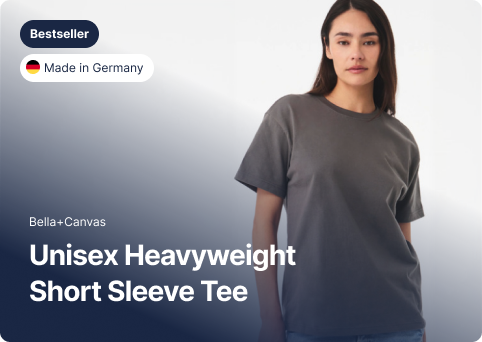 Bestseller
Made in Germany
Bella+Canvas
Unisex Heavyweight
Short Sleeve Tee